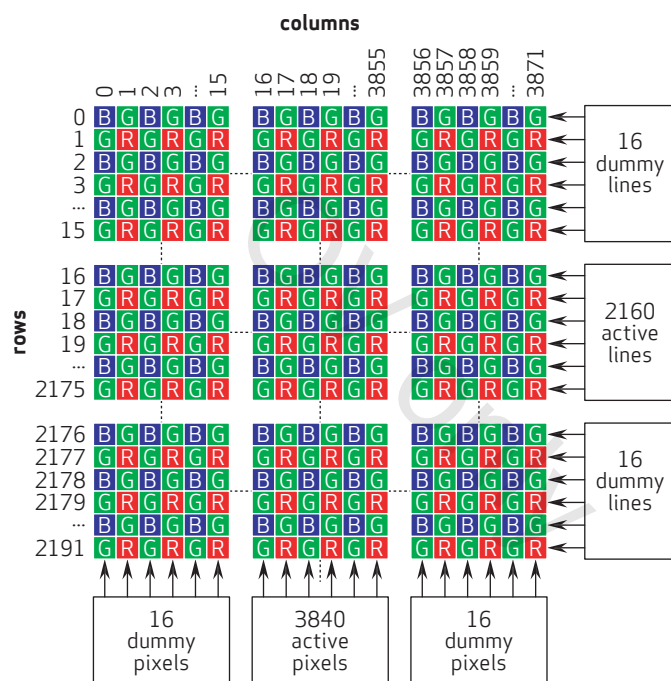 columns
0 1 2 3 ... 15 16 17 18 19 ... 3855 3856 3857 3858 3859 ... 3871
rows
0 B G B G B G B G B G B G B G B G B G
1 G R G R G R G R G R G R G R G R G R
2 B G B G B G B G B G B G B G B G B G
3 G R G R G R G R G R G R G R G R G R
... B G B G B G B G B G B G B G B G B G
15 G R G R G R G R G R G R G R G R G R
16
dummy
lines
16 B G B G B G B G B G B G B G B G B G
17 G R G R G R G R G R G R G R G R G R
18 B G B G B G B G B G B G B G B G B G
19 G R G R G R G R G R G R G R G R G R
... B G B G B G B G B G B G B G B G B G
2175 G R G R G R G R G R G R G R G R G R
2160
active
lines
2176 B G B G B G B G B G B G B G B G B G
2177 G R G R G R G R G R G R G R G R G R
2178 B G B G B G B G B G B G B G B G B G
2179 G R G R G R G R G R G R G R G R G R
... B G B G B G B G B G B G B G B G B G
2191 G R G R G R G R G R G R G R G R G R
16
dummy
lines
16
dummy
pixels
3840
active
pixels
16
dummy
pixels